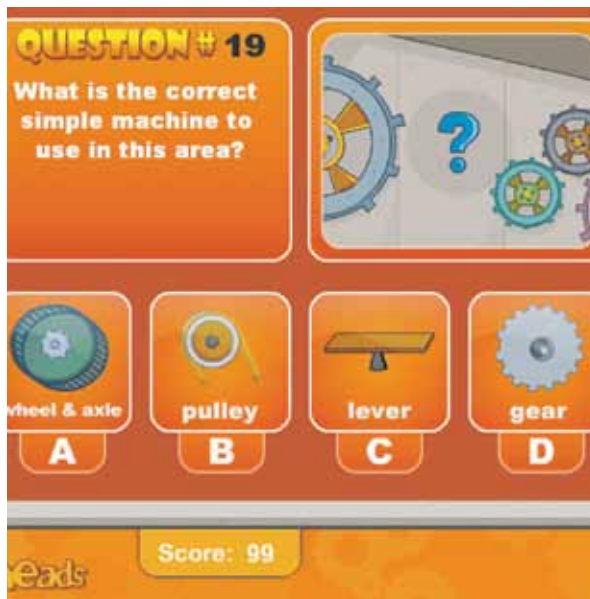 QUESTION # 19
What is the correct
simple machine to
use in this area?
?
wheel & axle
pulley
lever
gear
A
B
C
D
Score: 99
eads